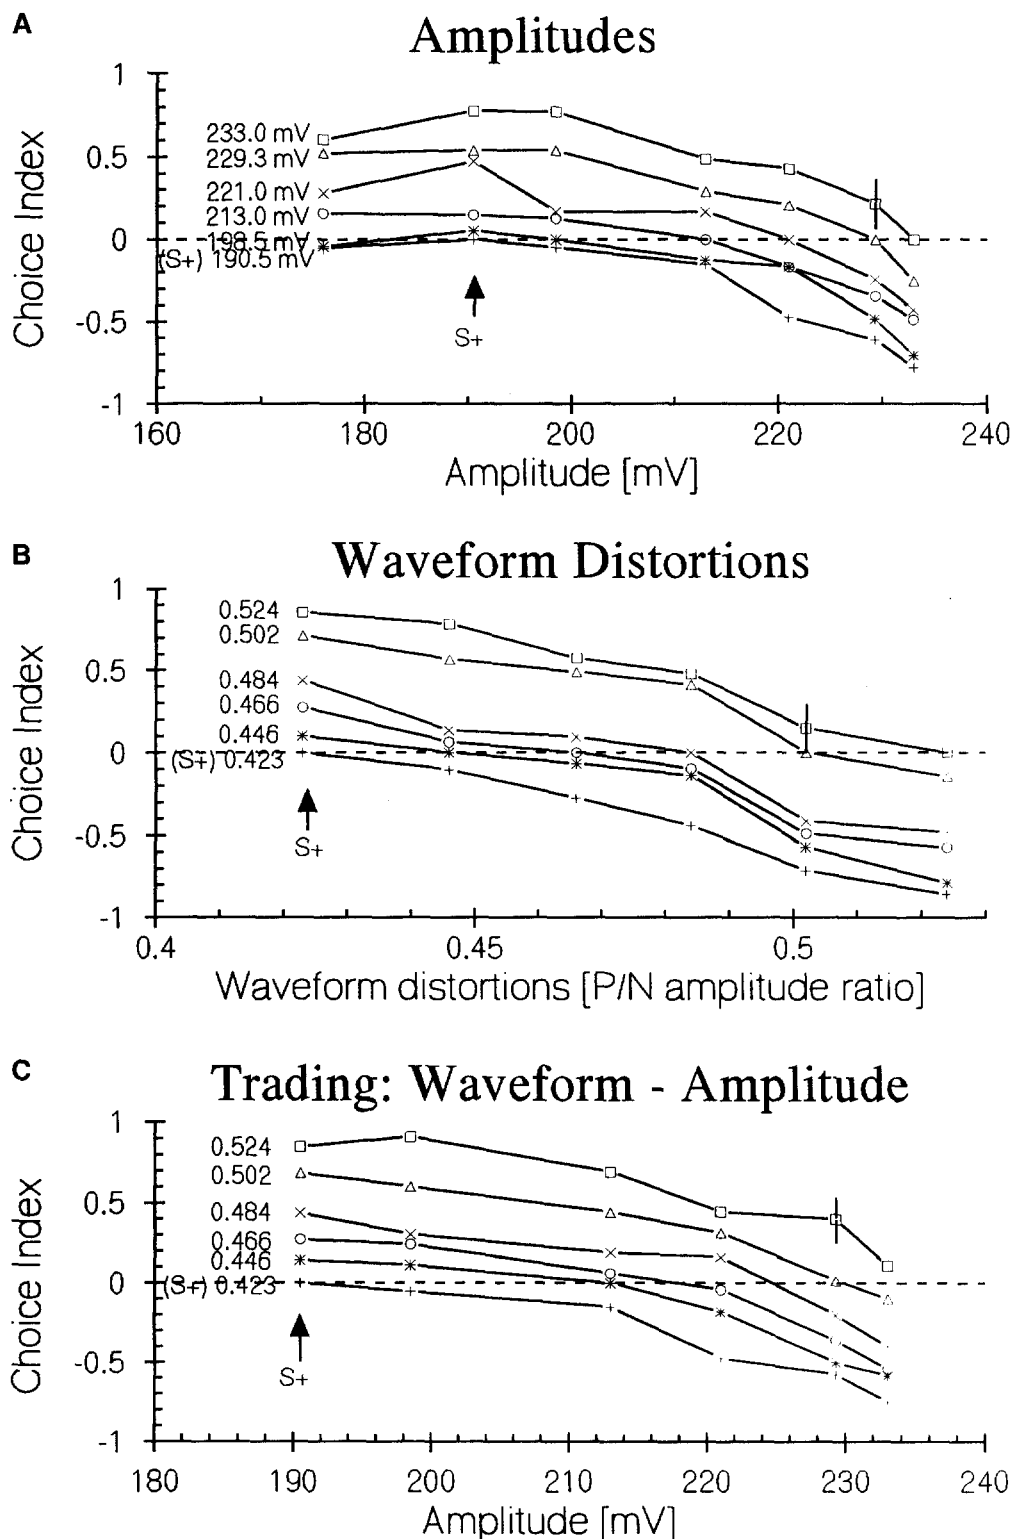 A
Amplitudes
Choice Index
1
0.5
0
-0.5
-1
233.0 mV
229.3 mV
221.0 mV
213.0 mV
198.5 mV
(S+) 190.5 mV
S+
160
180
200
220
240
Amplitude [mV]
B
Waveform Distortions
Choice Index
1
0.5
0
-0.5
-1
0.524
0.502
0.484
0.466
0.446
(S+) 0.423
S+
0.4
0.45
0.5
Waveform distortions [P/N amplitude ratio]
C
Trading: Waveform - Amplitude
Choice Index
1
0.5
0
-0.5
-1
0.524
0.502
0.484
0.466
0.446
(S+) 0.423
S+
180
190
200
210
220
230
240
Amplitude [mV]